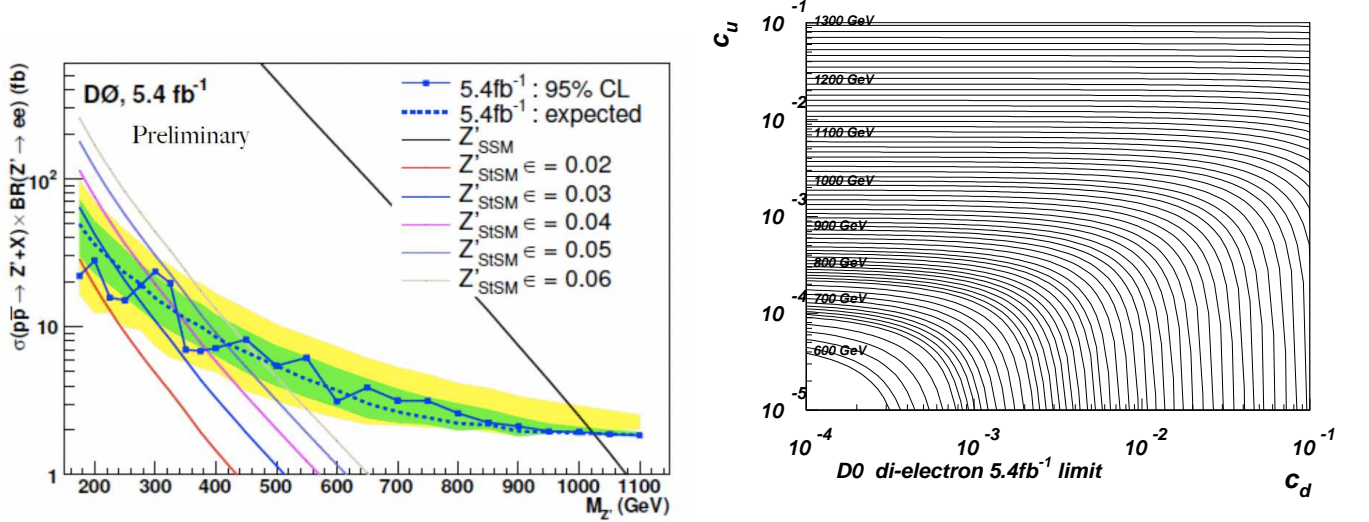 σ(pp̄ → Z'+X) × BR(Z' → ee) (fb)
DØ, 5.4 fb⁻¹
Preliminary
5.4fb⁻¹ : 95% CL
5.4fb⁻¹ : expected
Z'SSM
Z'StSM ϵ = 0.02
Z'StSM ϵ = 0.03
Z'StSM ϵ = 0.04
Z'StSM ϵ = 0.05
Z'StSM ϵ = 0.06
10²
10
1
200 300 400 500 600 700 800 900 1000 1100
M_Z' (GeV)
c_u
10⁻¹
10⁻²
10⁻³
10⁻⁴
10⁻⁵
1300 GeV
1200 GeV
1100 GeV
1000 GeV
900 GeV
800 GeV
700 GeV
600 GeV
10⁻⁴ 10⁻³ 10⁻² 10⁻¹
D0 di-electron 5.4fb⁻¹ limit
c_d